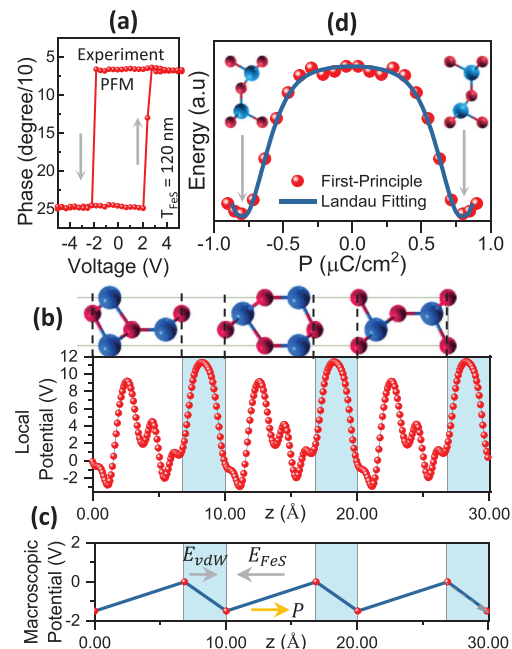 (a)
Experiment
PFM
T_FeS = 120 nm
5
10
15
20
25
Phase (degree/10)
-4 -2 0 2 4
Voltage (V)
(d)
Energy (a.u)
First-Principle
Landau Fitting
-1.0 -0.5 0.0 0.5 1.0
P (μC/cm²)
(b)
12
10
8
6
4
2
0
-2
Local
Potential (V)
0.00 10.00 20.00 30.00
z (Å)
(c)
Macroscopic
Potential (V)
2
0
-2
E_vdW E_FeS
P
0.00 10.00 20.00 30.00
z (Å)